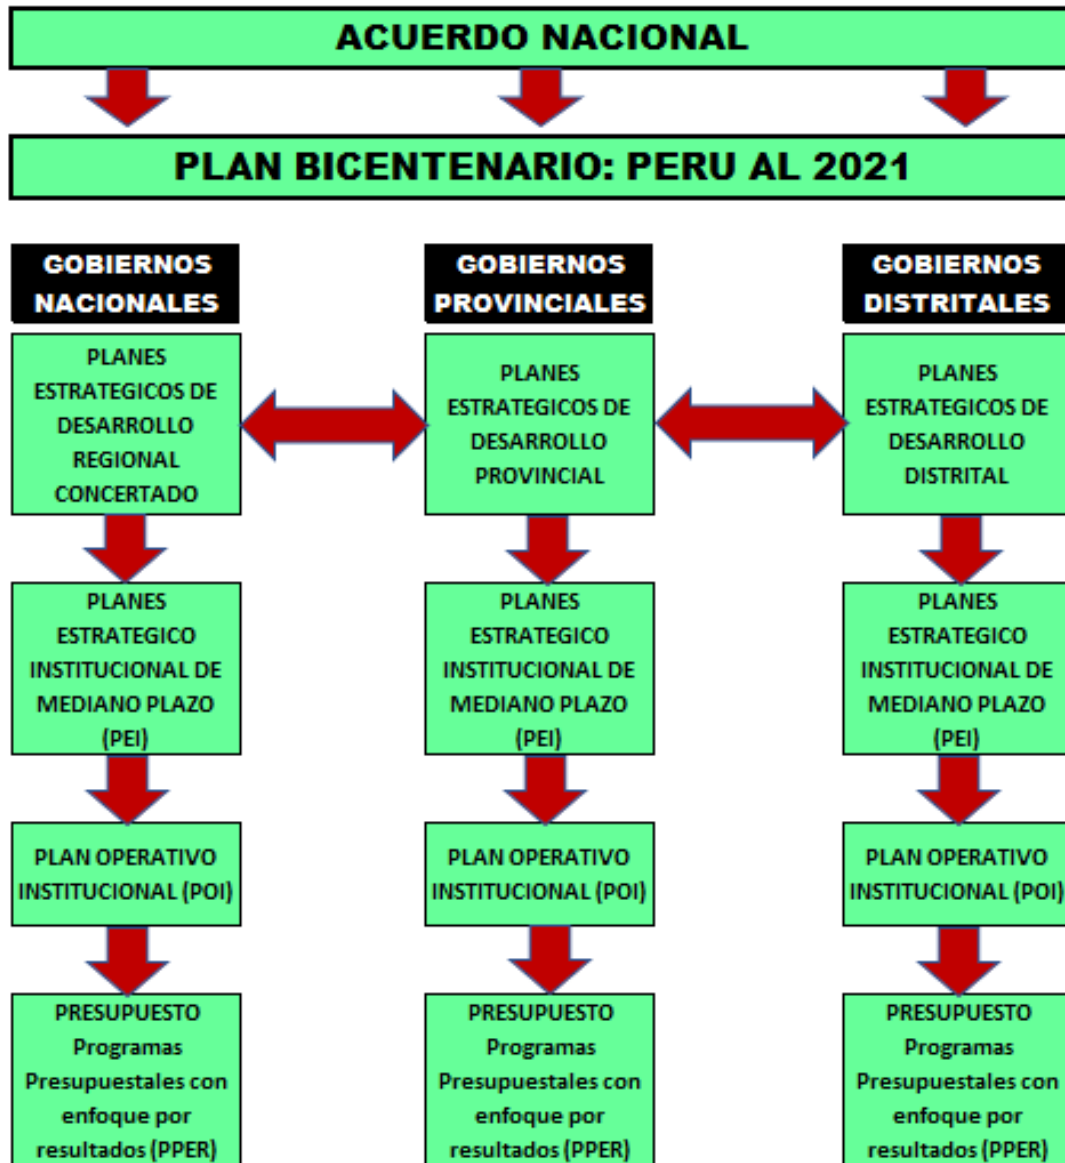 ACUERDO NACIONAL
PLAN BICENTENARIO: PERU AL 2021
GOBIERNOS
NACIONALES
PLANES
ESTRATEGICOS DE
DESARROLLO
REGIONAL
CONCERTADO
PLANES
ESTRATEGICO
INSTITUCIONAL DE
MEDIANO PLAZO
(PEI)
PLAN OPERATIVO
INSTITUCIONAL (POI)
PRESUPUESTO
Programas
Presupuestales con
enfoque por
resultados (PPER)
GOBIERNOS
PROVINCIALES
PLANES
ESTRATEGICOS DE
DESARROLLO
PROVINCIAL
PLANES
ESTRATEGICO
INSTITUCIONAL DE
MEDIANO PLAZO
(PEI)
PLAN OPERATIVO
INSTITUCIONAL (POI)
PRESUPUESTO
Programas
Presupuestales con
enfoque por
resultados (PPER)
GOBIERNOS
DISTRITALES
PLANES
ESTRATEGICOS DE
DESARROLLO
DISTRITAL
PLANES
ESTRATEGICO
INSTITUCIONAL DE
MEDIANO PLAZO
(PEI)
PLAN OPERATIVO
INSTITUCIONAL (POI)
PRESUPUESTO
Programas
Presupuestales con
enfoque por
resultados (PPER)